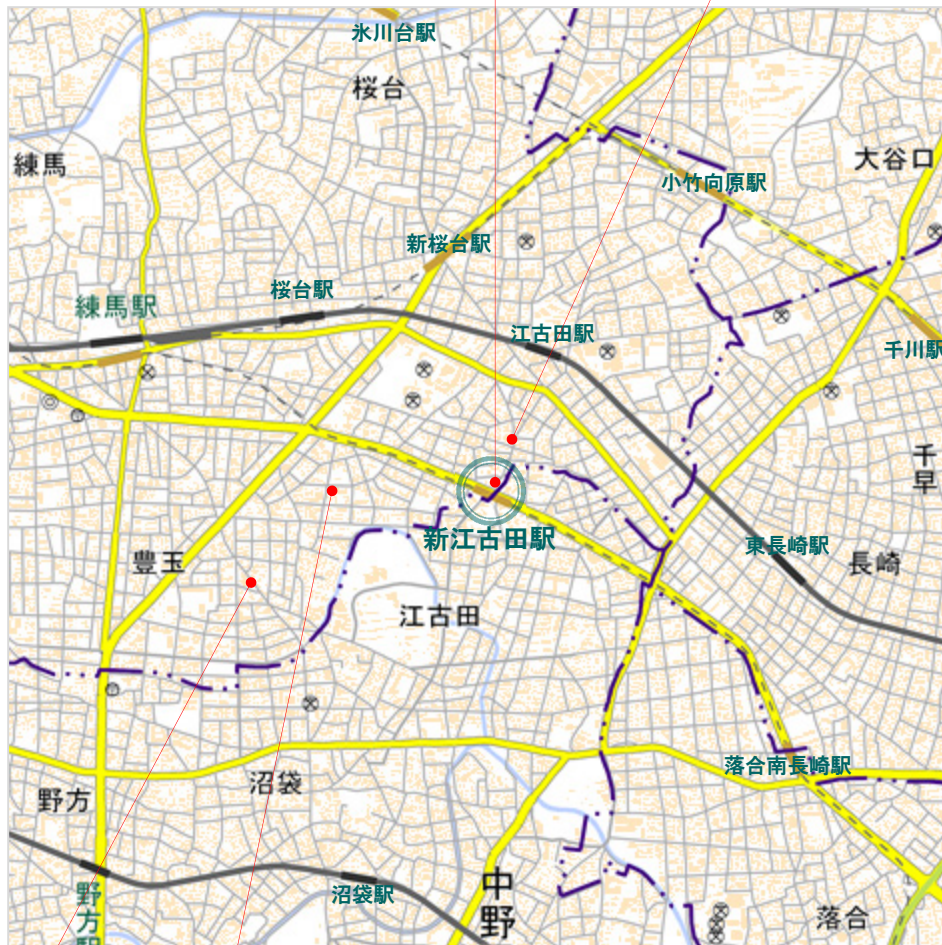 氷川台駅
桜台
練馬
大谷口
小竹向原駅
新桜台駅
桜台駅
練馬駅
江古田駅
千川駅
千早
新江古田駅
東長崎駅
豊玉
長崎
江古田
落合南長崎駅
沼袋
野方
沼袋駅
野方駅
中野
落合